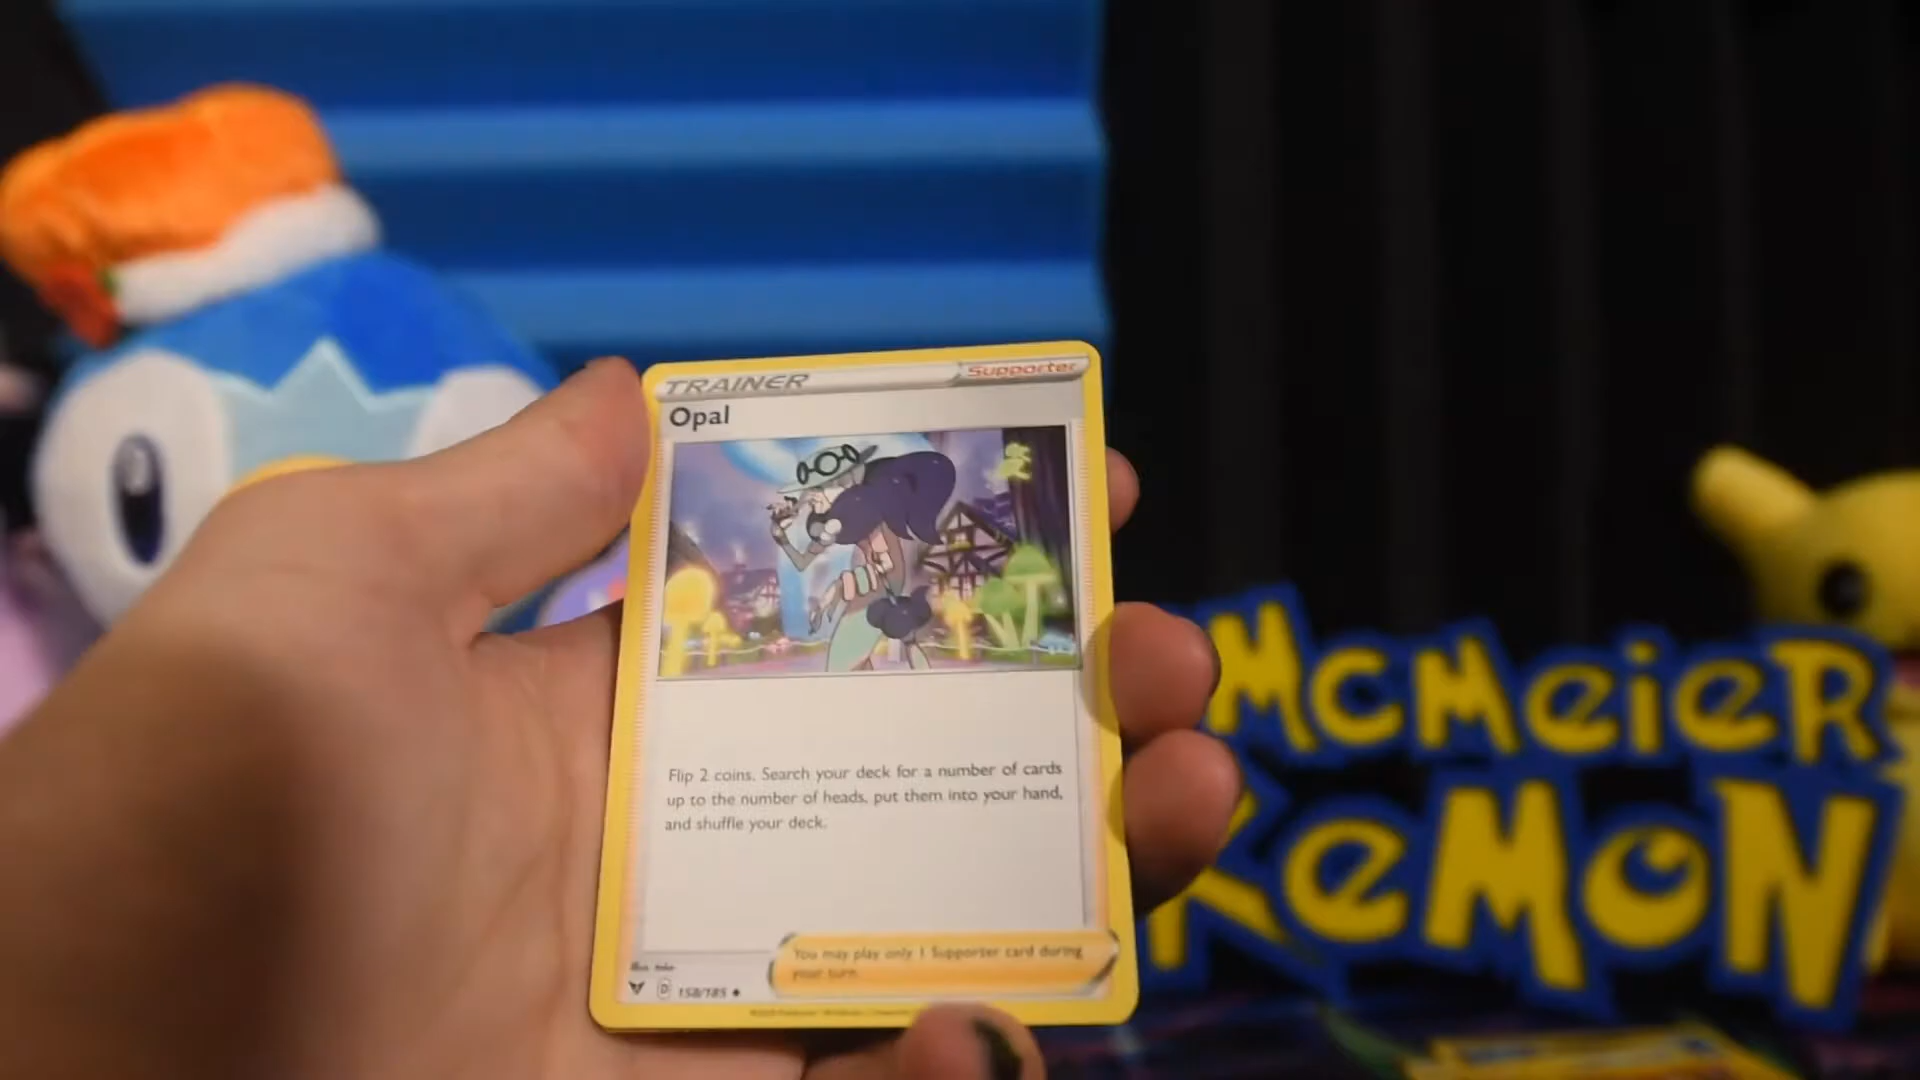 TRAINER
Supporter
Opal
Flip 2 coins. Search your deck for a number of cards
up to the number of heads, put them into your hand,
and shuffle your deck.
You may play only 1 Supporter card during
your turn.
D 158/185
McMeier
Pokemon